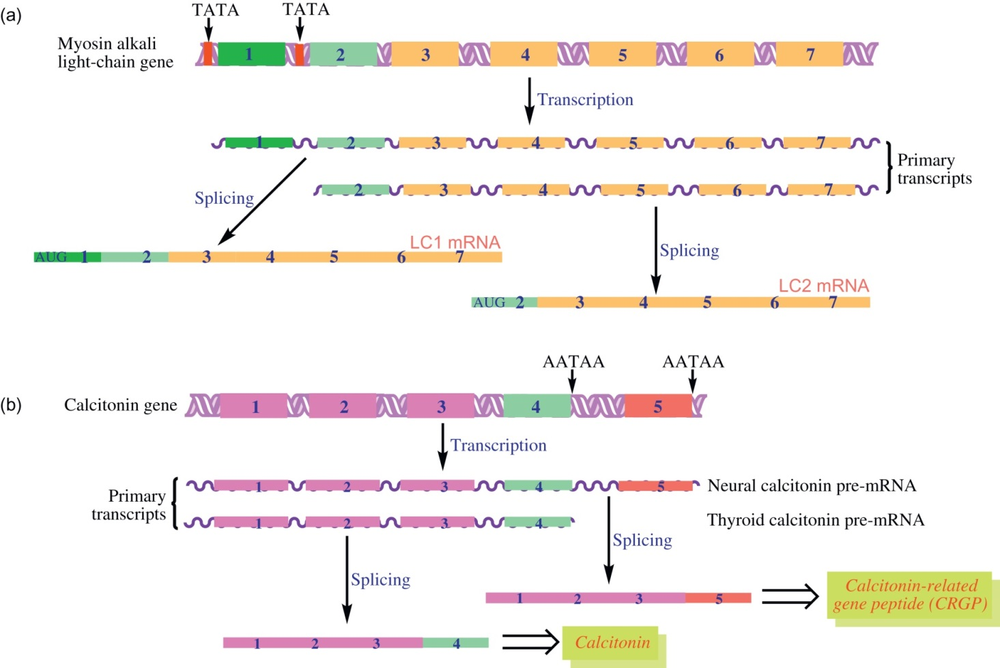 (a)
TATA TATA
Myosin alkali
light-chain gene
1 2 3 4 5 6 7
Transcription
1 2 3 4 5 6 7
Primary
transcripts
2 3 4 5 6 7
Splicing
LC1 mRNA
AUG 1 2 3 4 5 6 7
Splicing
LC2 mRNA
AUG 2 3 4 5 6 7
AATAA AATAA
(b)
Calcitonin gene
1 2 3 4 5
Transcription
Primary
transcripts
1 2 3 4 5 Neural calcitonin pre-mRNA
1 2 3 4 Thyroid calcitonin pre-mRNA
Splicing
Splicing
1 2 3 5
Calcitonin-related
gene peptide (CRGP)
1 2 3 4
Calcitonin